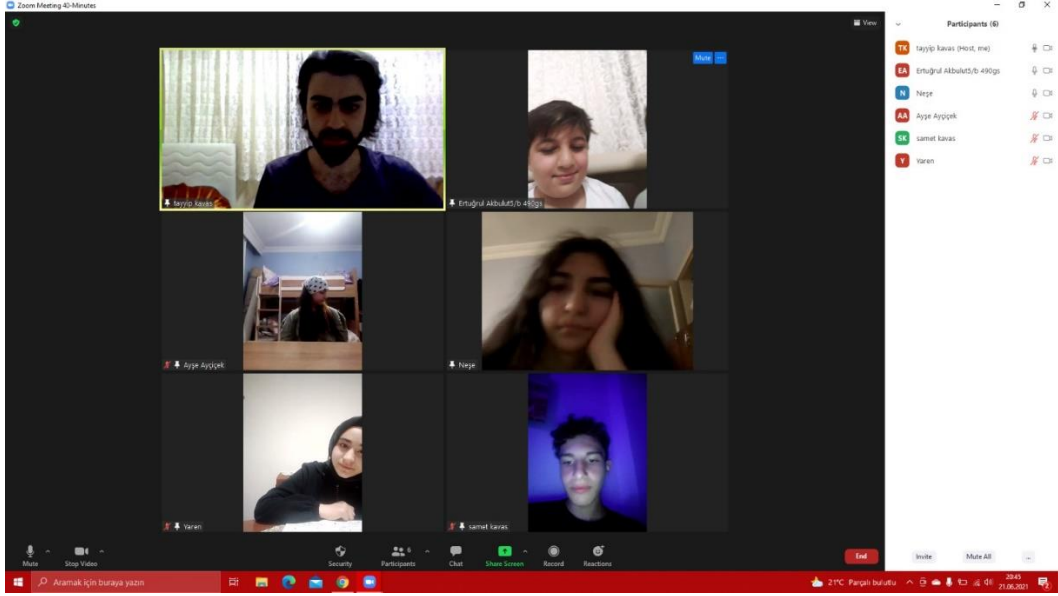 Zoom Meeting 40-Minutes
View
Participants (6)
TK tayyip kavas (Host, me)
EA Ertuğrul Akbulut5/b 490gs
N Neşe
AA Ayşe Ayçiçek
SK samet kavas
Y Yaren
Mute ...
tayyip kavas
Ertuğrul Akbulut5/b 490gs
Ayşe Ayçiçek
Neşe
Yaren
samet kavas
Mute
Stop Video
Security
Participants 6
Chat
Share Screen
Record
Reactions
End
Invite
Mute All
...
Aramak için buraya yazın
21°C Parçalı bulutlu
20:45
21.06.2021